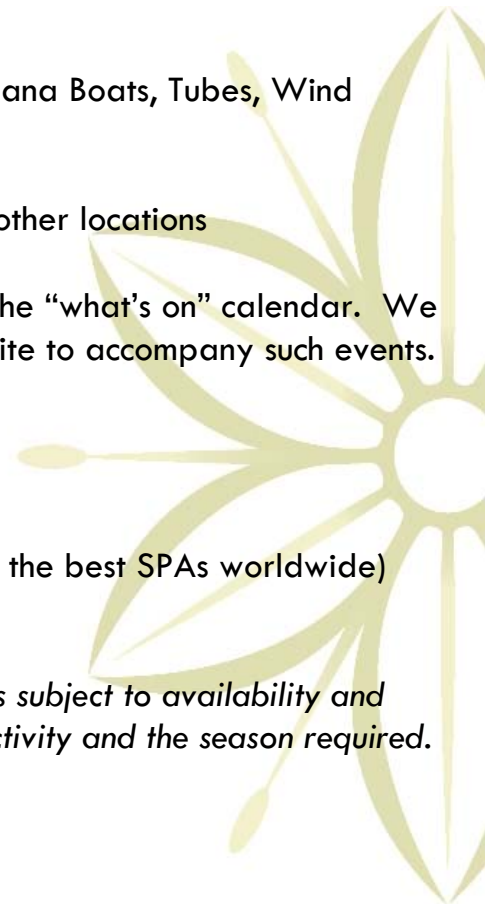 ana Boats, Tubes, Wind
other locations
he “what’s on” calendar.  We
ite to accompany such events.
the best SPAs worldwide)
s subject to availability and
ctivity and the season required.